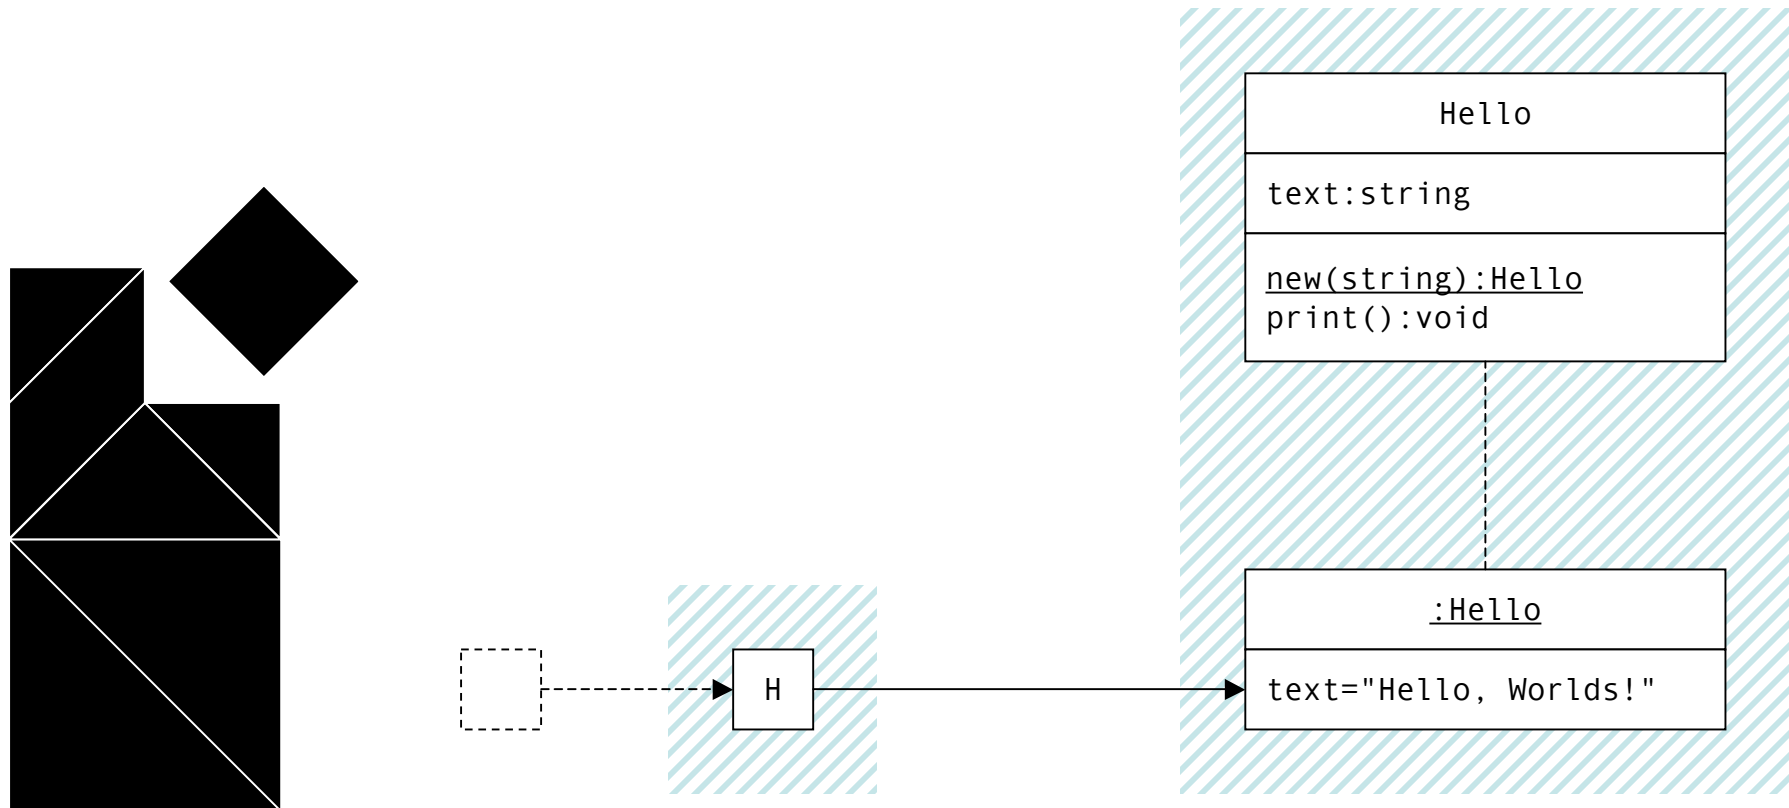 Hello
text:string
new(string):Hello
print():void
:Hello
H
text="Hello, Worlds!"